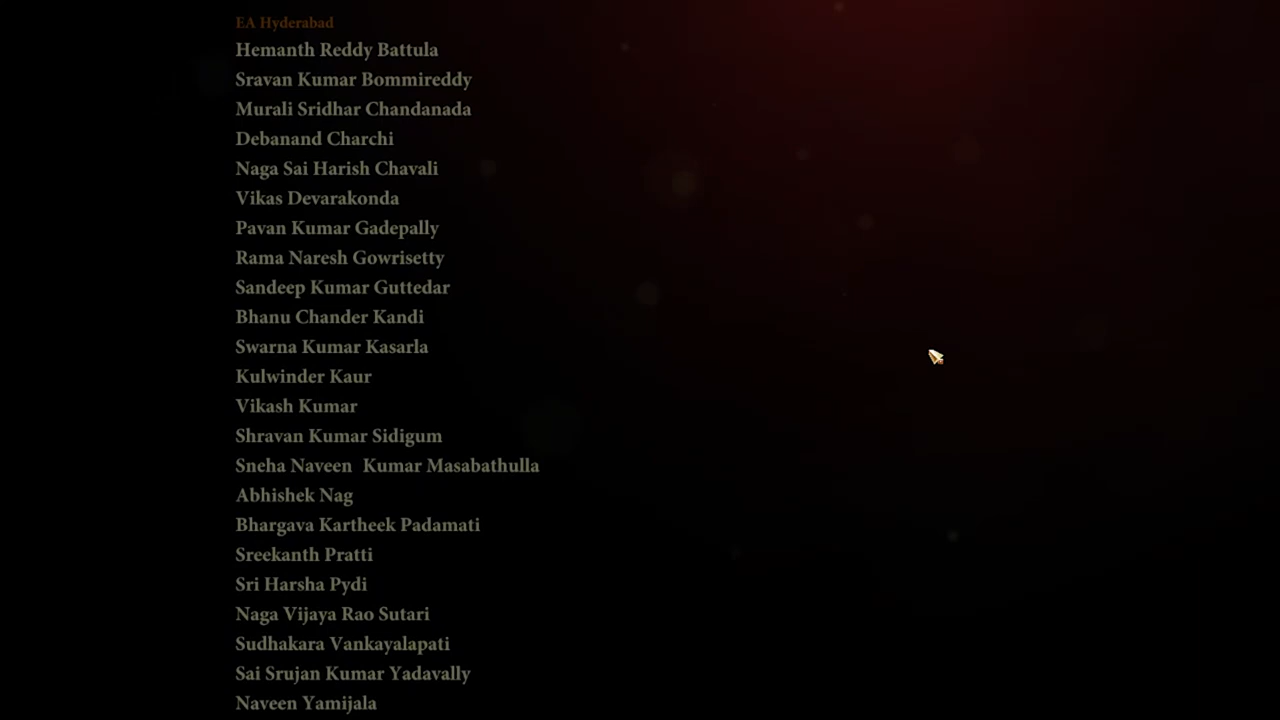 EA Hyderabad
Hemanth Reddy Battula
Sravan Kumar Bommireddy
Murali Sridhar Chandanada
Debanand Charchi
Naga Sai Harish Chavali
Vikas Devarakonda
Pavan Kumar Gadepally
Rama Naresh Gowrisetty
Sandeep Kumar Guttedar
Bhanu Chander Kandi
Swarna Kumar Kasarla
Kulwinder Kaur
Vikash Kumar
Shravan Kumar Sidigum
Sneha Naveen  Kumar Masabathulla
Abhishek Nag
Bhargava Kartheek Padamati
Sreekanth Pratti
Sri Harsha Pydi
Naga Vijaya Rao Sutari
Sudhakara Vankayalapati
Sai Srujan Kumar Yadavally
Naveen Yamijala